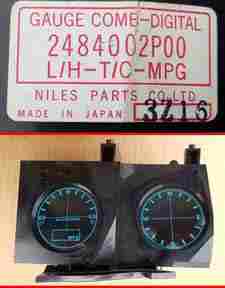 GAUGE COMB-DIGITAL
2484002P00
L/H-T/C-MPG
NILES PARTS CO.LTD
MADE IN JAPAN 3Z16